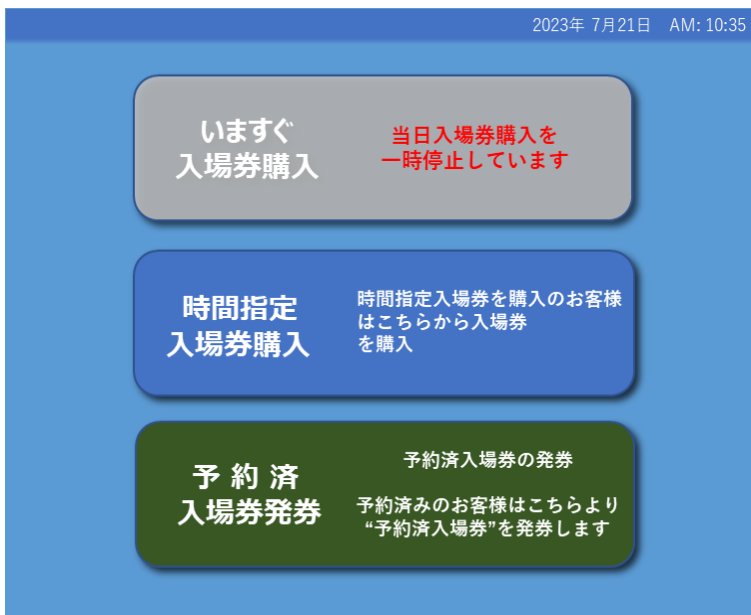 2023年 7月21日 AM: 10:35
いますぐ
入場券購入
当日入場券購入を
一時停止しています
時間指定
入場券購入
時間指定入場券を購入のお客様
はこちらから入場券
を購入
予 約 済
入場券発券
予約済入場券の発券
予約済みのお客様はこちらより
“予約済入場券”を発券します